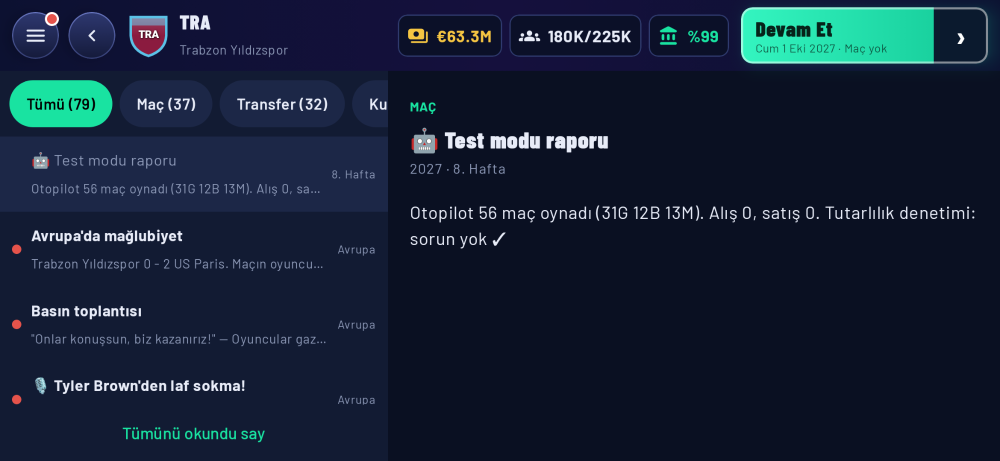 TRA
TRA
Trabzon Yıldızspor
€63.3M
180K/225K
%99
Devam Et
Cum 1 Eki 2027 · Maç yok
Tümü (79)
Maç (37)
Transfer (32)
Ku
🤖 Test modu raporu
Otopilot 56 maç oynadı (31G 12B 13M). Alış 0, sa...
8. Hafta
Avrupa'da mağlubiyet
Trabzon Yıldızspor 0 - 2 US Paris. Maçın oyuncu...
Avrupa
Basın toplantısı
"Onlar konuşsun, biz kazanırız!" — Oyuncular gaz...
Avrupa
🎙️ Tyler Brown'den laf sokma!
Avrupa
Tümünü okundu say
MAÇ
🤖 Test modu raporu
2027 · 8. Hafta
Otopilot 56 maç oynadı (31G 12B 13M). Alış 0, satış 0. Tutarlılık denetimi:
sorun yok ✓